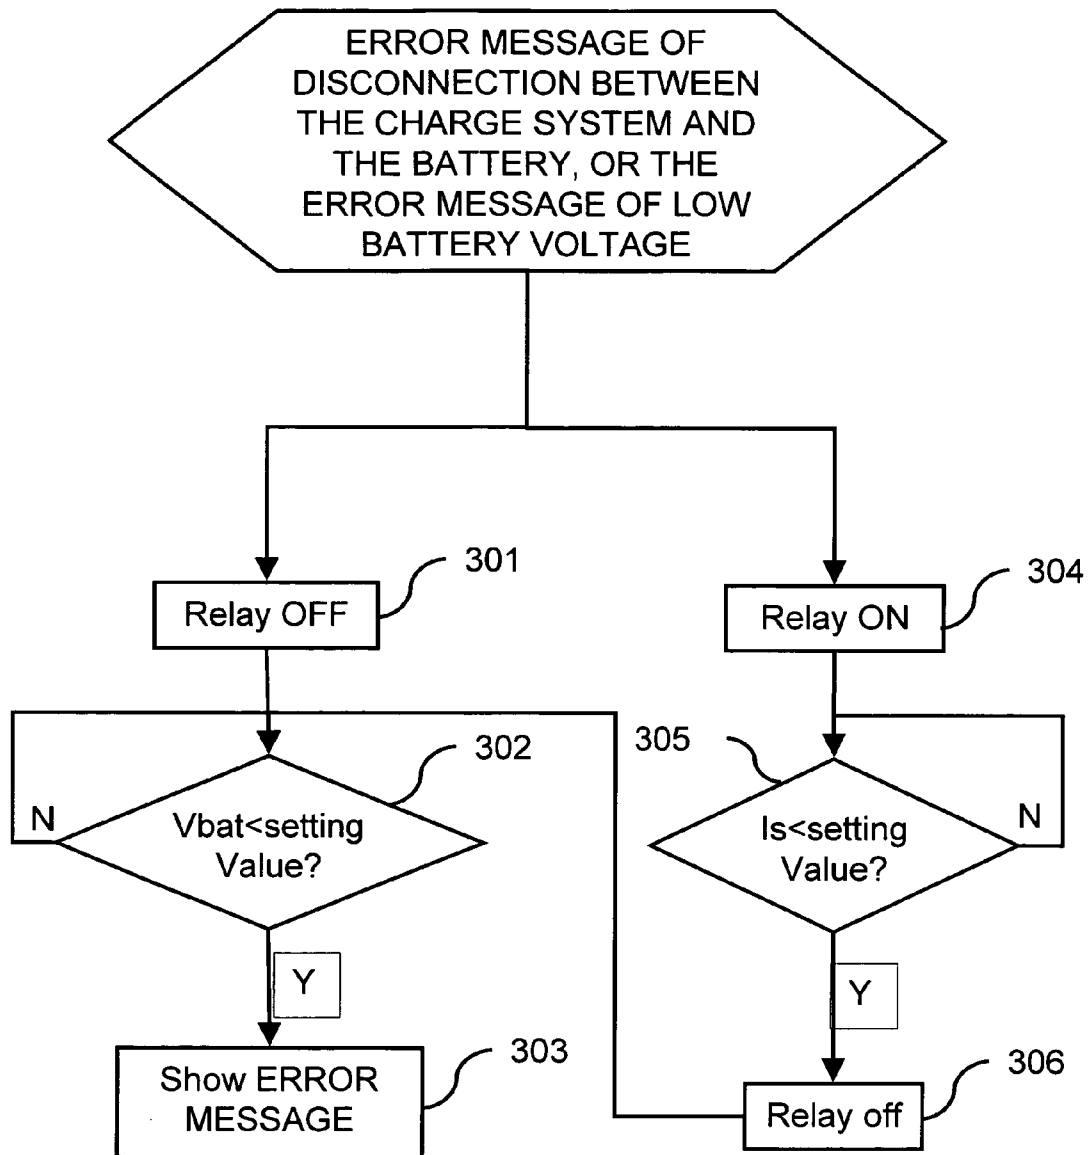 ERROR MESSAGE OF
DISCONNECTION BETWEEN
THE CHARGE SYSTEM AND
THE BATTERY, OR THE
ERROR MESSAGE OF LOW
BATTERY VOLTAGE
301
Relay OFF
304
Relay ON
302
N
Vbat<setting
Value?
305
Is<setting
Value?
N
Y
Y
303
Show ERROR
MESSAGE
306
Relay off